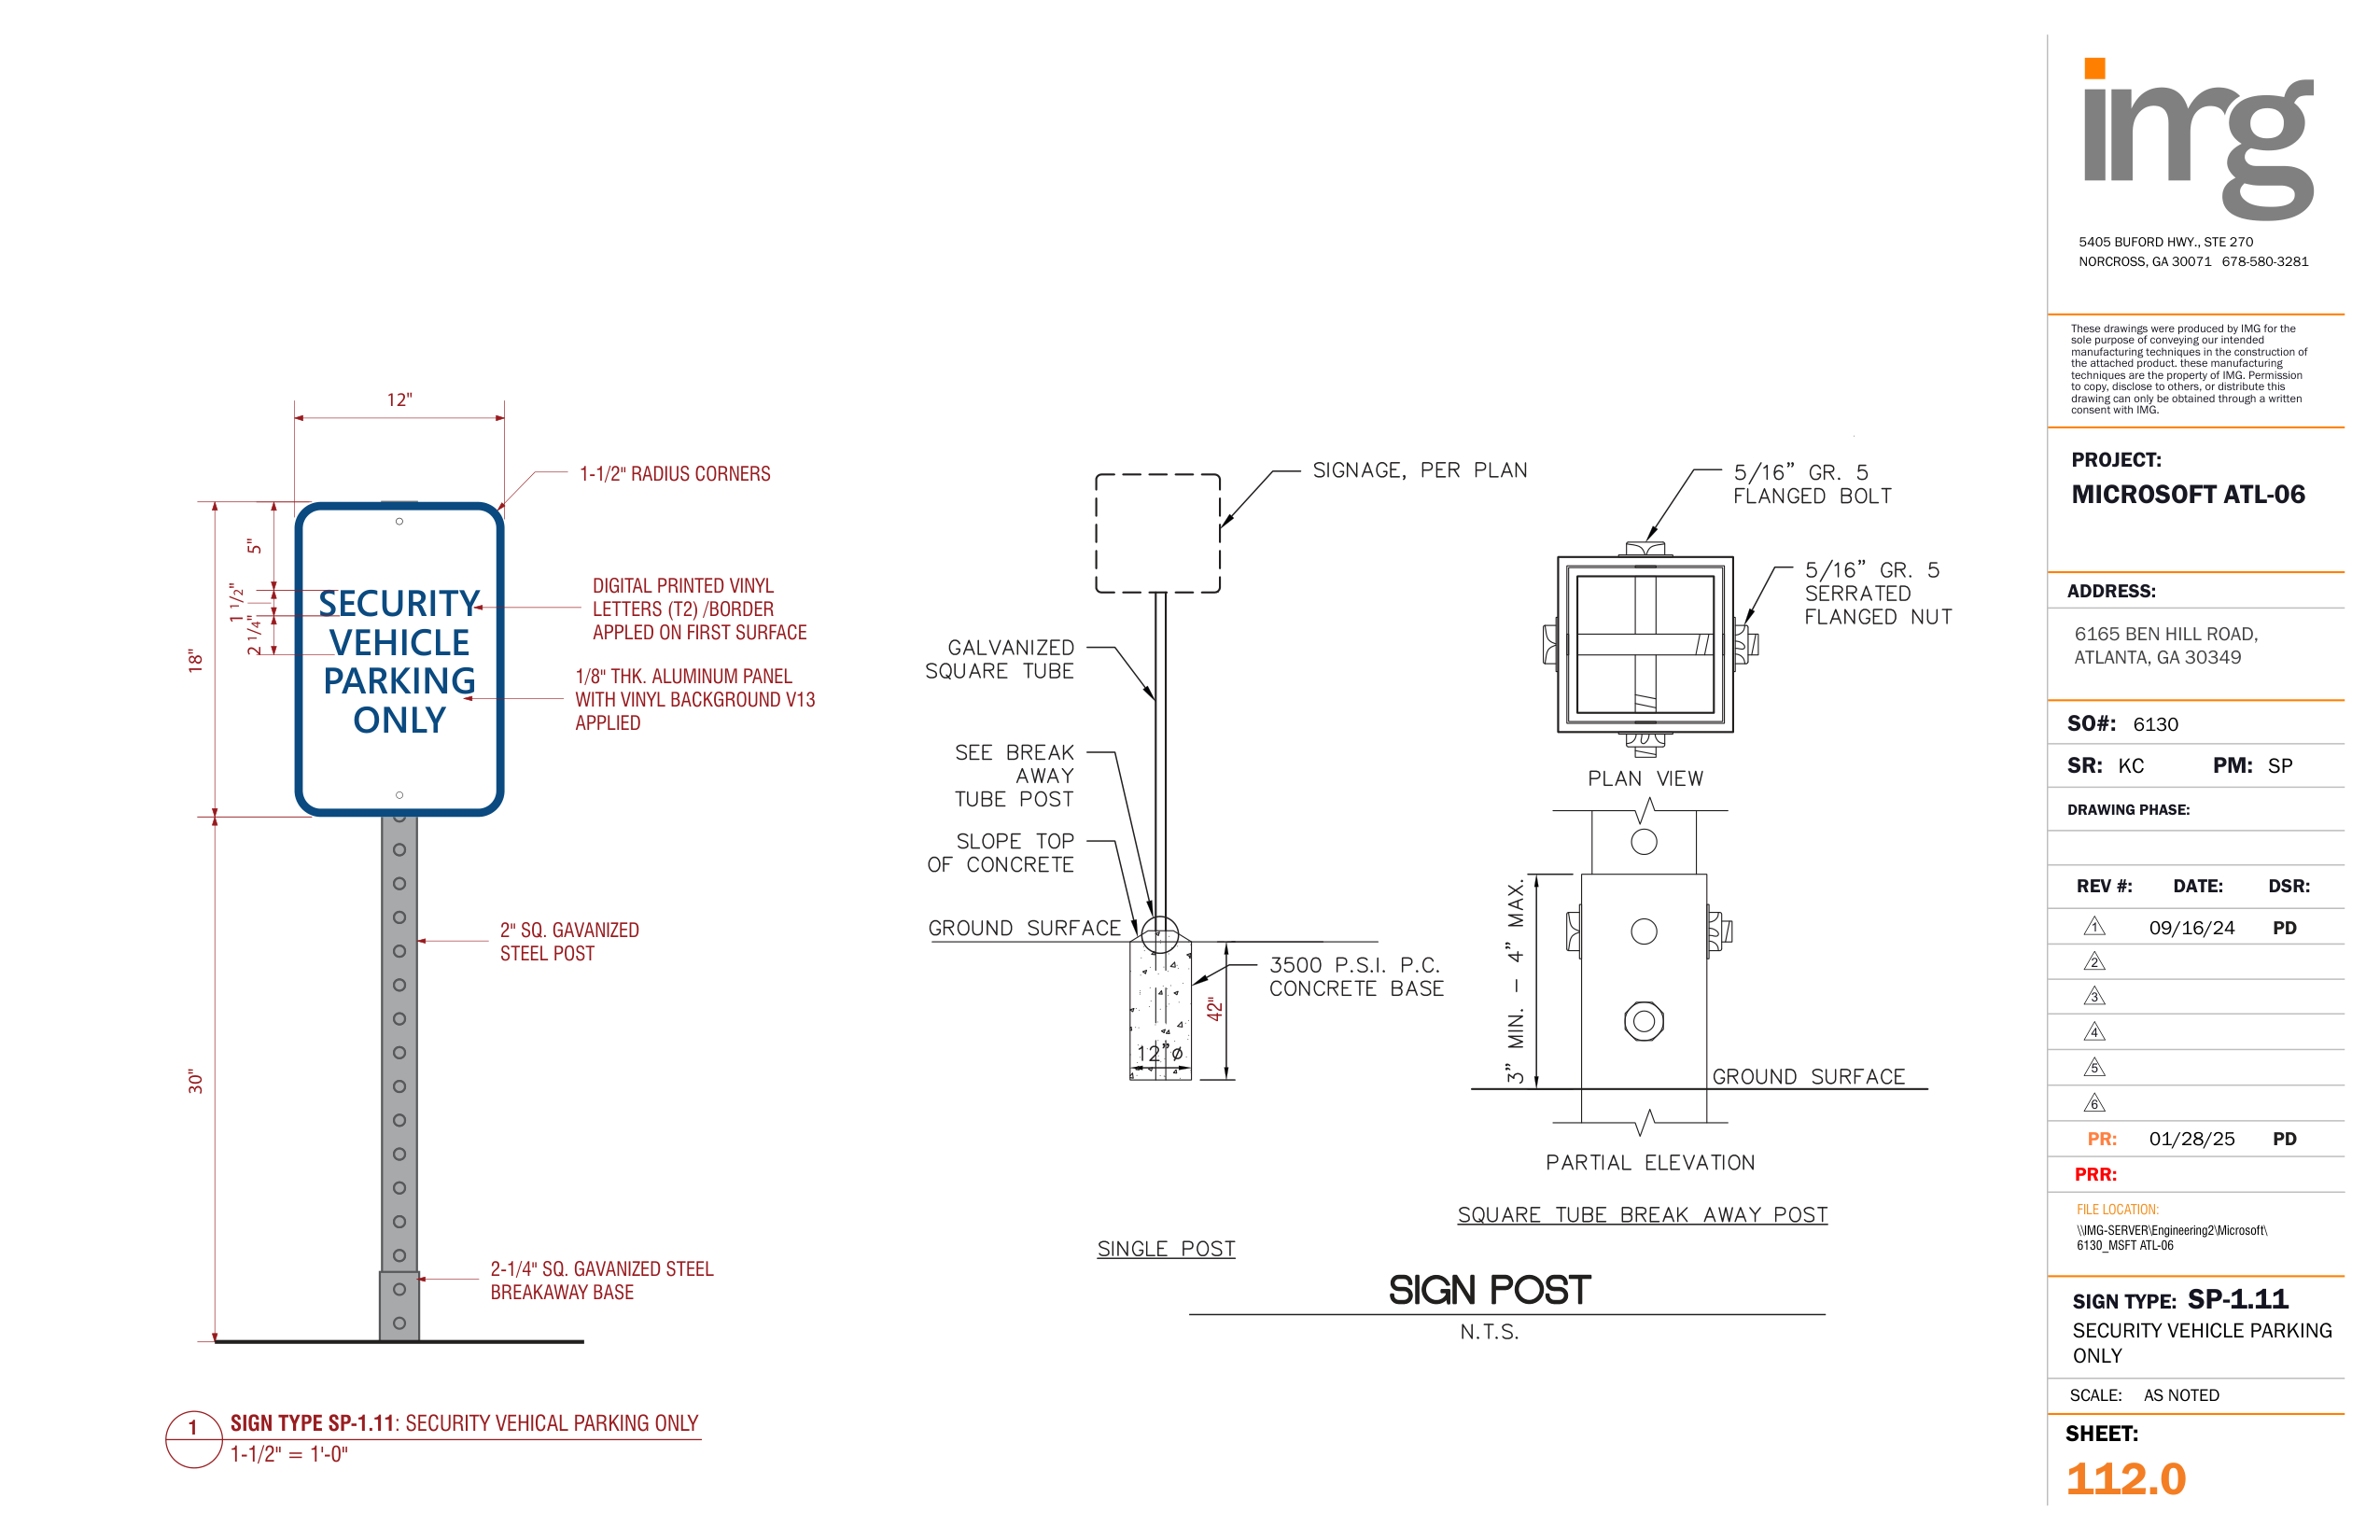 12"
1-1/2" RADIUS CORNERS
18"
5"
1 1/2"
2 1/4"
SECURITY
VEHICLE
PARKING
ONLY
DIGITAL PRINTED VINYL
LETTERS (T2) /BORDER
APPLED ON FIRST SURFACE
1/8" THK. ALUMINUM PANEL
WITH VINYL BACKGROUND V13
APPLIED
30"
2" SQ. GAVANIZED
STEEL POST
2-1/4" SQ. GAVANIZED STEEL
BREAKAWAY BASE
1
SIGN TYPE SP-1.11: SECURITY VEHICAL PARKING ONLY
1-1/2" = 1'-0"
SIGNAGE, PER PLAN
GALVANIZED
SQUARE TUBE
SEE BREAK
AWAY
TUBE POST
SLOPE TOP
OF CONCRETE
GROUND SURFACE
3500 P.S.I. P.C.
CONCRETE BASE
42"
12"ø
SINGLE POST
5/16” GR. 5
FLANGED BOLT
5/16” GR. 5
SERRATED
FLANGED NUT
PLAN VIEW
3” MIN. – 4” MAX.
GROUND SURFACE
PARTIAL ELEVATION
SQUARE TUBE BREAK AWAY POST
SIGN POST
N.T.S.
img
5405 BUFORD HWY., STE 270
NORCROSS, GA 30071 678-580-3281
These drawings were produced by IMG for the
sole purpose of conveying our intended
manufacturing techniques in the construction of
the attached product. these manufacturing
techniques are the property of IMG. Permission
to copy, disclose to others, or distribute this
drawing can only be obtained through a written
consent with IMG.
PROJECT:
MICROSOFT ATL-06
ADDRESS:
6165 BEN HILL ROAD,
ATLANTA, GA 30349
SO#: 6130
SR: KC PM: SP
DRAWING PHASE:
REV #: DATE: DSR:
1 09/16/24 PD
2
3
4
5
6
PR: 01/28/25 PD
PRR:
FILE LOCATION:
\\IMG-SERVER\Engineering2\Microsoft\
6130_MSFT ATL-06
SIGN TYPE: SP-1.11
SECURITY VEHICLE PARKING
ONLY
SCALE: AS NOTED
SHEET:
112.0